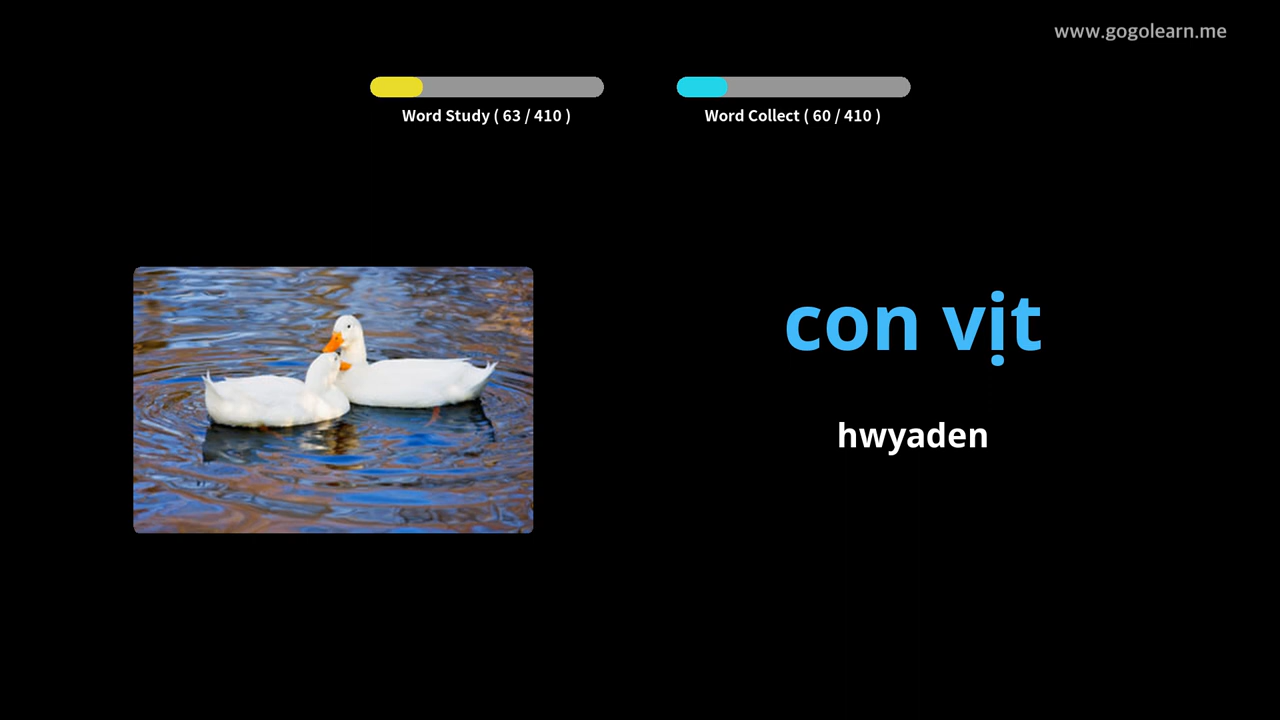 www.gogolearn.me
Word Study ( 63 / 410 )
Word Collect ( 60 / 410 )
con vịt
hwyaden